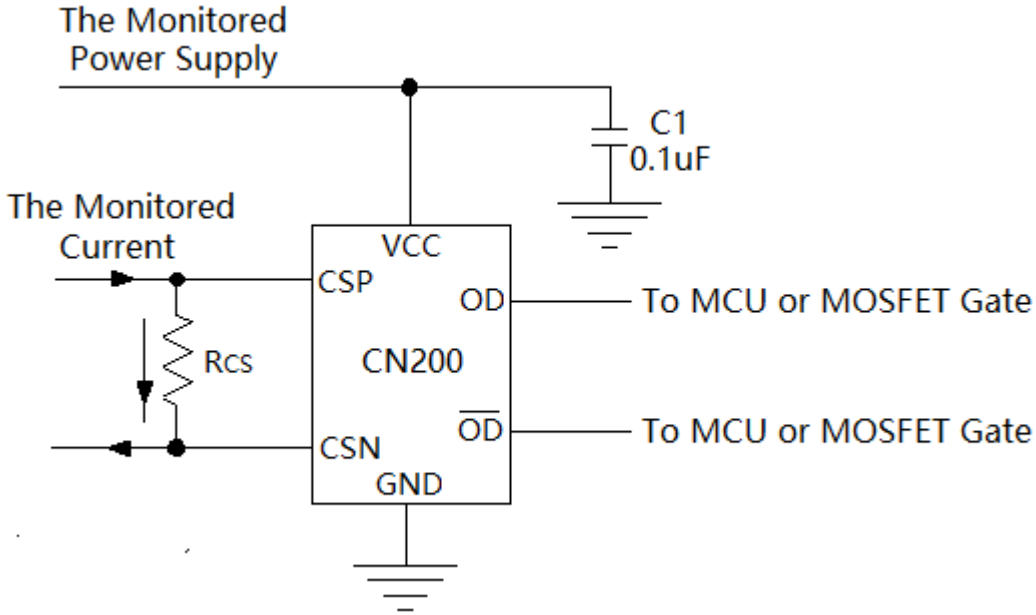 The Monitored
Power Supply
C1
0.1uF
The Monitored
Current
VCC
CSP
OD
To MCU or MOSFET Gate
RCS
CN200
O̅D̅
To MCU or MOSFET Gate
CSN
GND